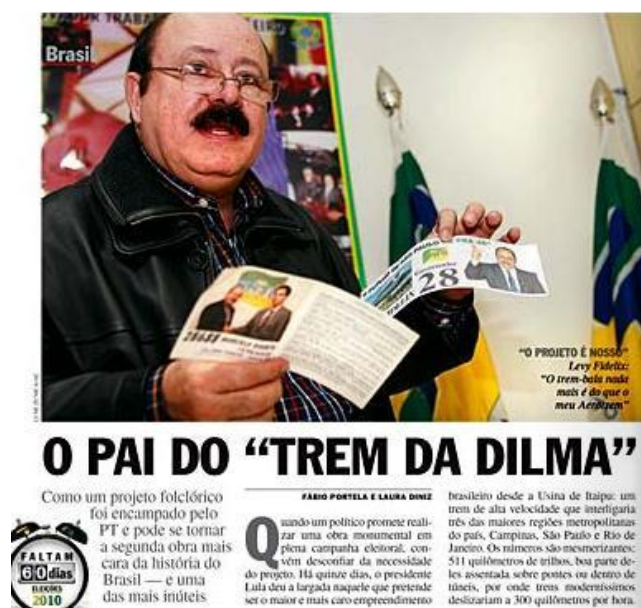 Brasil
28
28688
"O PROJETO É NOSSO"
Levy Fidelix:
"O trem-bala nada
mais é do que o
meu Aerotrem"
O PAI DO "TREM DA DILMA"
Como um projeto folclórico
foi encampado pelo
PT e pode se tornar
a segunda obra mais
cara da história do
Brasil — e uma
das mais inúteis
FALTAM
60 dias
ELEIÇÕES
2010
FÁBIO PORTELA E LAURA DINIZ
Quando um político promete reali-
zar uma obra monumental em
plena campanha eleitoral, con-
vém desconfiar da necessidade
do projeto. Há quinze dias, o presidente
Lula deu a largada naquele que pretende
ser o maior e mais caro empreendimento
brasileiro desde a Usina de Itaipu: um
trem de alta velocidade que interligaria
três das maiores regiões metropolitanas
do país, Campinas, São Paulo e Rio de
Janeiro. Os números são mesmerizantes:
511 quilômetros de trilhos, boa parte de-
les assentada sobre pontes ou dentro de
túneis, por onde trens moderníssimos
deslizariam a 300 quilômetros por hora.